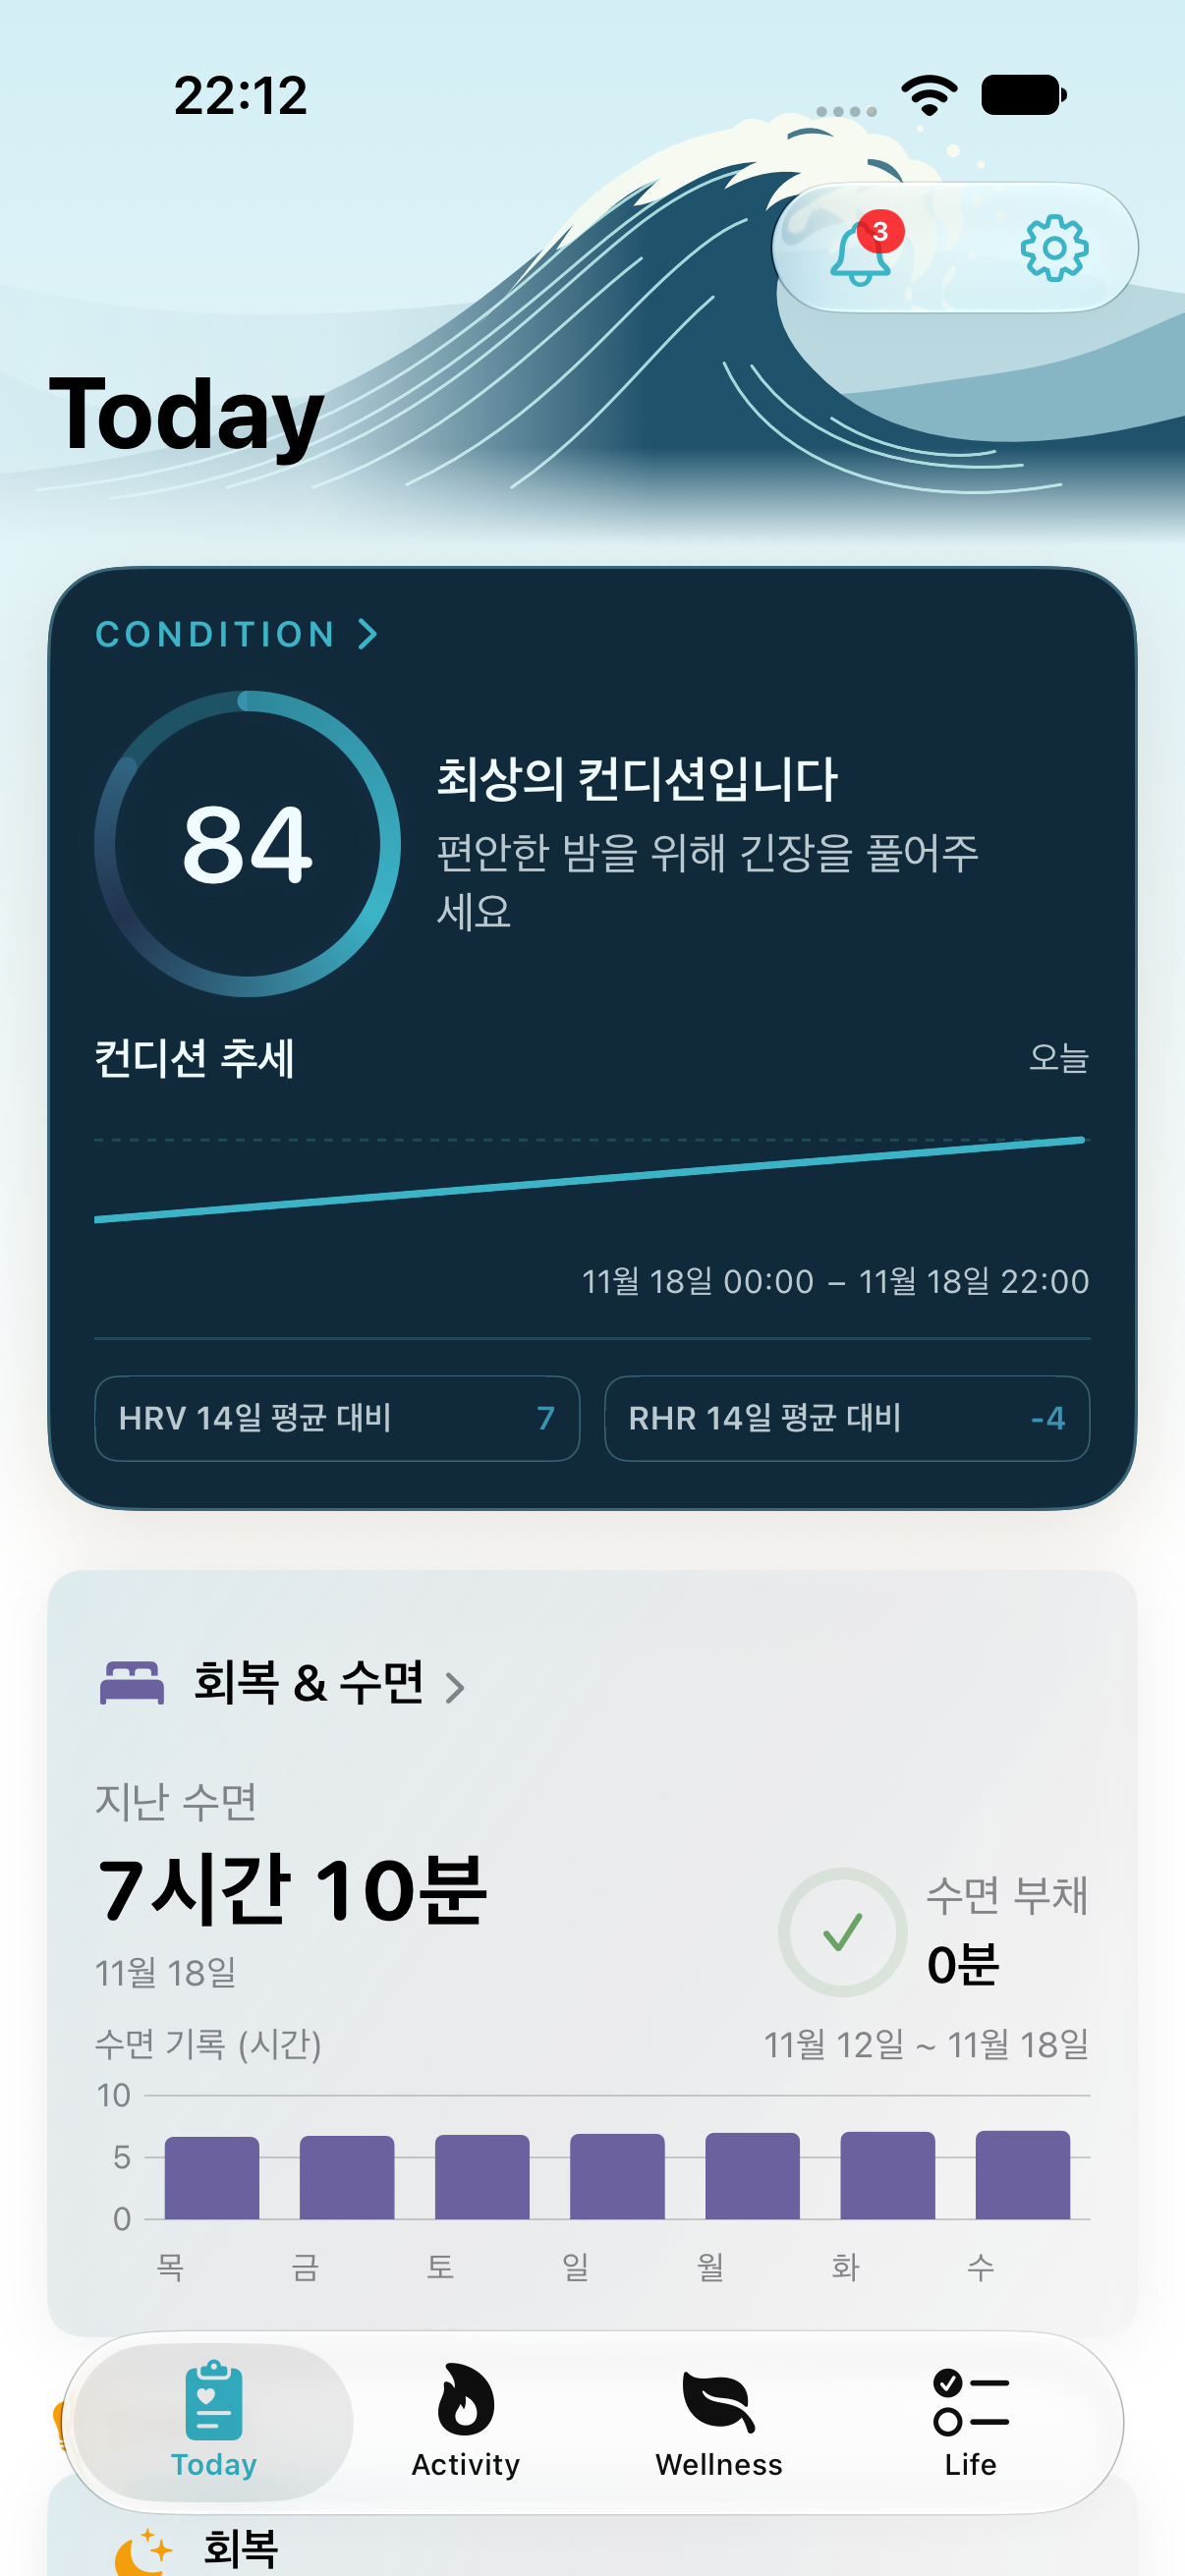 22:12
3
Today
CONDITION
84
최상의 컨디션입니다
편안한 밤을 위해 긴장을 풀어주
세요
컨디션 추세
오늘
11월 18일 00:00 – 11월 18일 22:00
HRV 14일 평균 대비 7
RHR 14일 평균 대비 -4
회복 & 수면
지난 수면
7시간 10분
11월 18일
수면 부채
0분
수면 기록 (시간)
11월 12일 ~ 11월 18일
10
5
0
목 금 토 일 월 화 수
Today Activity Wellness Life
회복